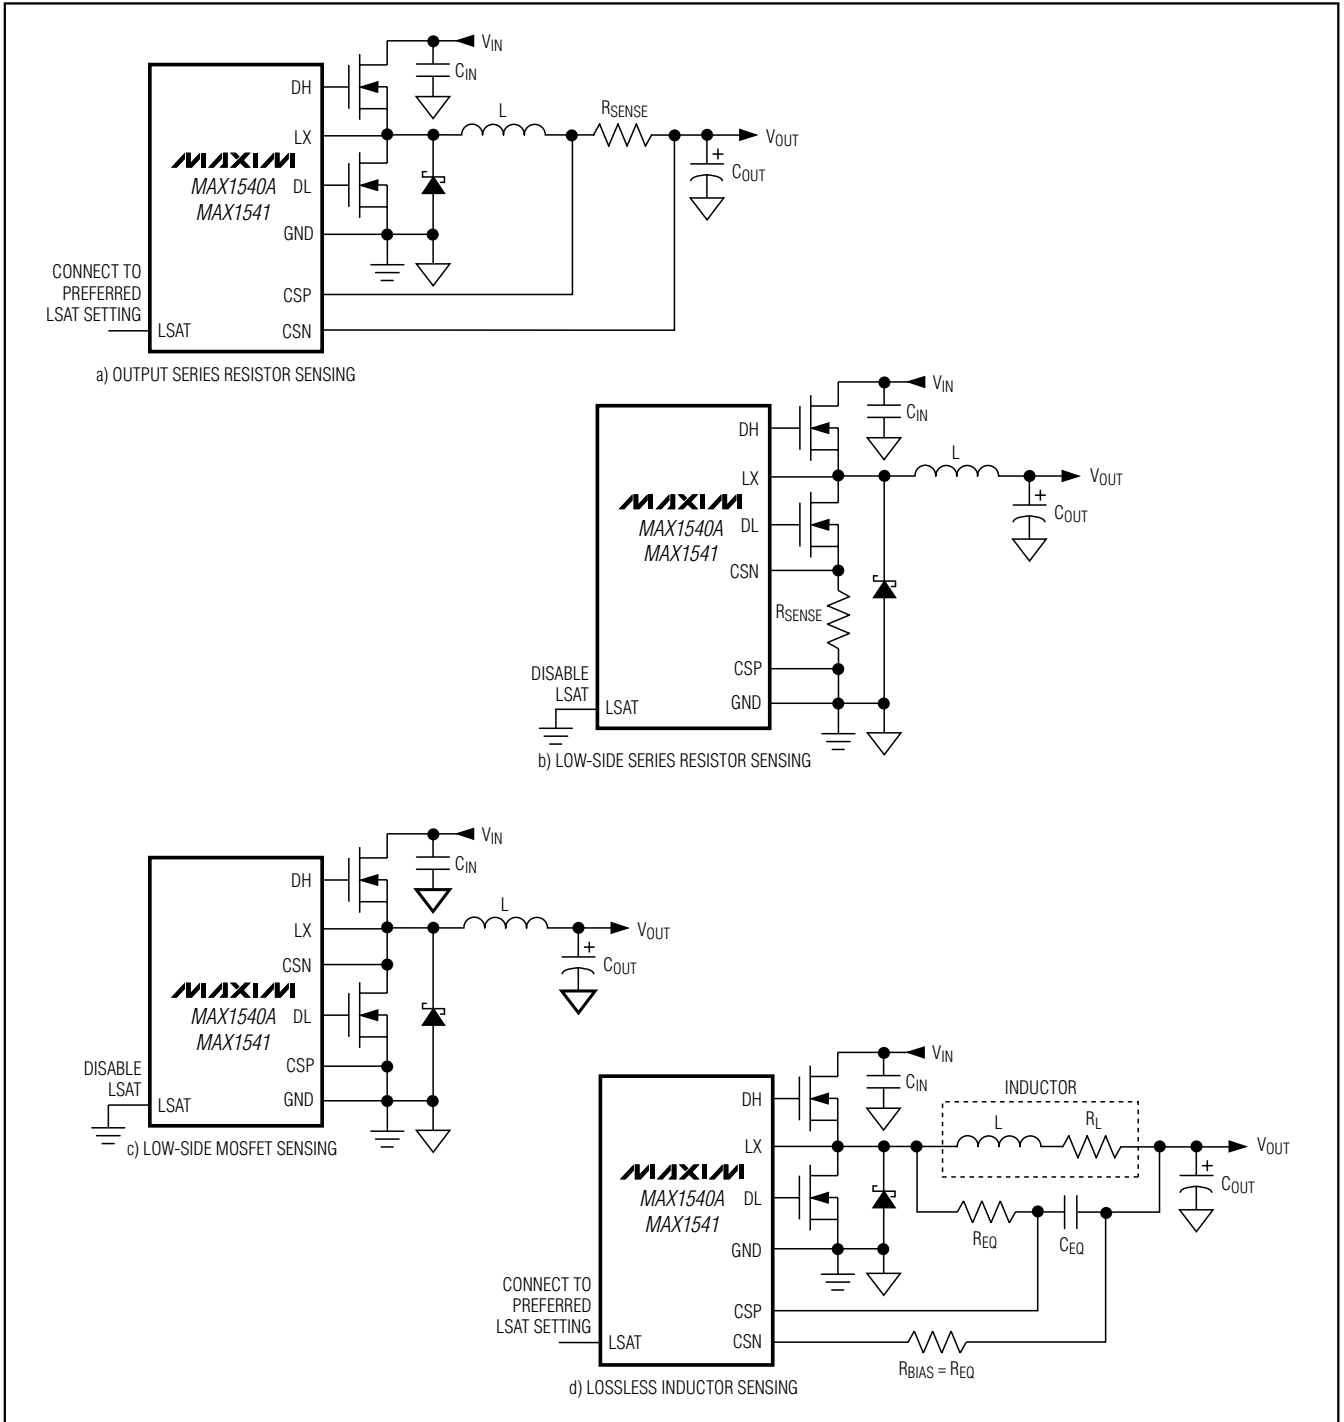 VIN
CIN
DH
L
RSENSE
LX
VOUT
MAXIM
+
COUT
MAX1540A
DL
MAX1541
GND
CONNECT TO
PREFERRED
LSAT SETTING
CSP
LSAT
CSN
a) OUTPUT SERIES RESISTOR SENSING
VIN
CIN
DH
L
LX
VOUT
MAXIM
+
COUT
MAX1540A
DL
MAX1541
CSN
RSENSE
DISABLE
LSAT
CSP
LSAT
GND
b) LOW-SIDE SERIES RESISTOR SENSING
VIN
CIN
DH
L
LX
VOUT
CSN
+
COUT
MAXIM
MAX1540A
DL
MAX1541
DISABLE
LSAT
CSP
LSAT
GND
c) LOW-SIDE MOSFET SENSING
VIN
CIN
INDUCTOR
DH
L
RL
LX
VOUT
MAXIM
+
COUT
MAX1540A
DL
MAX1541
REQ
CEQ
GND
CONNECT TO
PREFERRED
LSAT SETTING
CSP
LSAT
CSN
RBIAS = REQ
d) LOSSLESS INDUCTOR SENSING